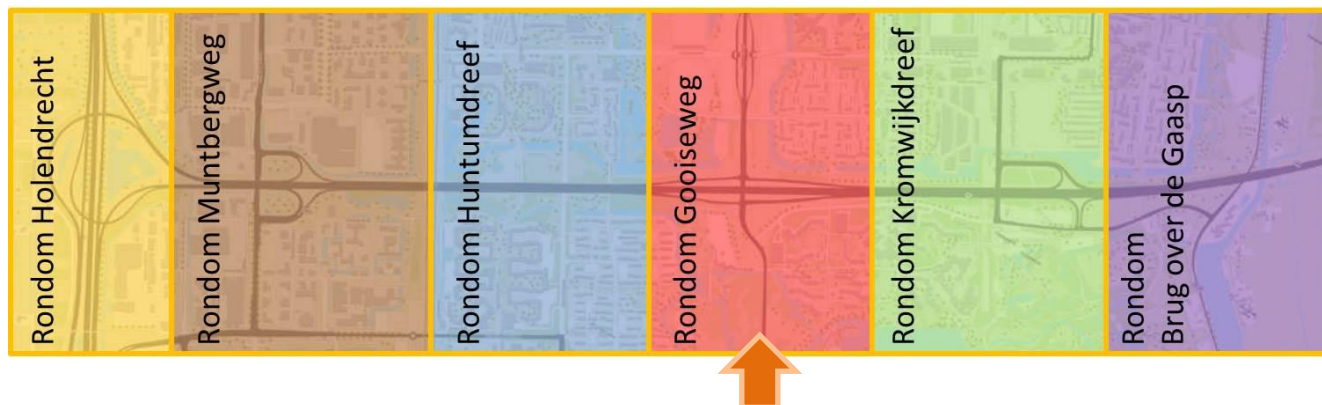 Rondom Holendrecht
Rondom Muntbergweg
Rondom Huntumdreef
Rondom Gooiseweg
Rondom Kromwijkdreef
Rondom
Brug over de Gaasp